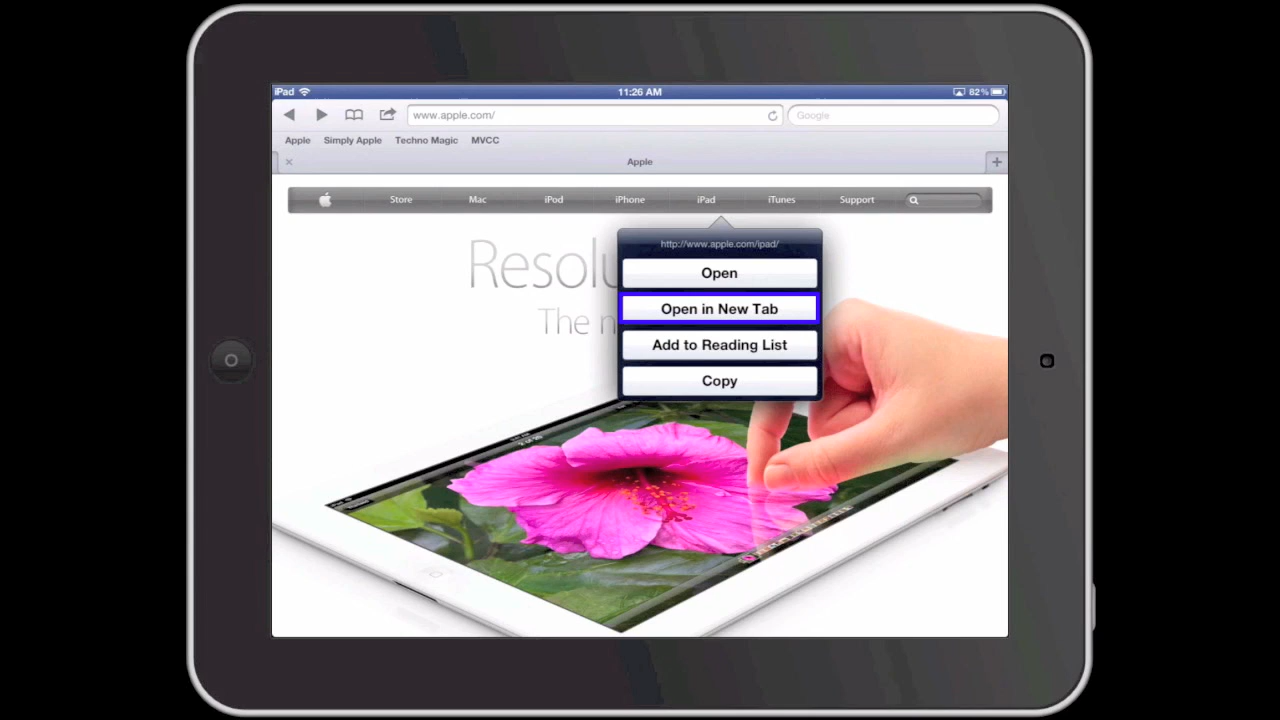 iPad 11:26 AM 82%
www.apple.com/ Google
Apple Simply Apple Techno Magic MVCC
Apple
Store Mac iPod iPhone iPad iTunes Support
http://www.apple.com/ipad/
Open
Open in New Tab
Add to Reading List
Copy